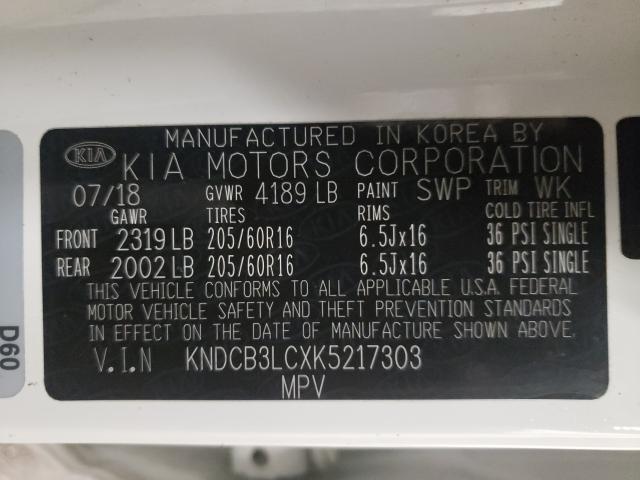 MANUFACTURED IN KOREA BY
KIA KIA MOTORS CORPORATION
07/18 GVWR 4189 LB PAINT SWP TRIM WK
GAWR TIRES RIMS COLD TIRE INFL
FRONT 2319 LB 205/60R16 6.5Jx16 36 PSI SINGLE
REAR 2002 LB 205/60R16 6.5Jx16 36 PSI SINGLE
THIS VEHICLE CONFORMS TO ALL APPLICABLE U.S.A. FEDERAL
MOTOR VEHICLE SAFETY AND THEFT PREVENTION STANDARDS
IN EFFECT ON THE DATE OF MANUFACTURE SHOWN ABOVE.
V.I.N KNDCB3LCXK5217303
MPV
D60